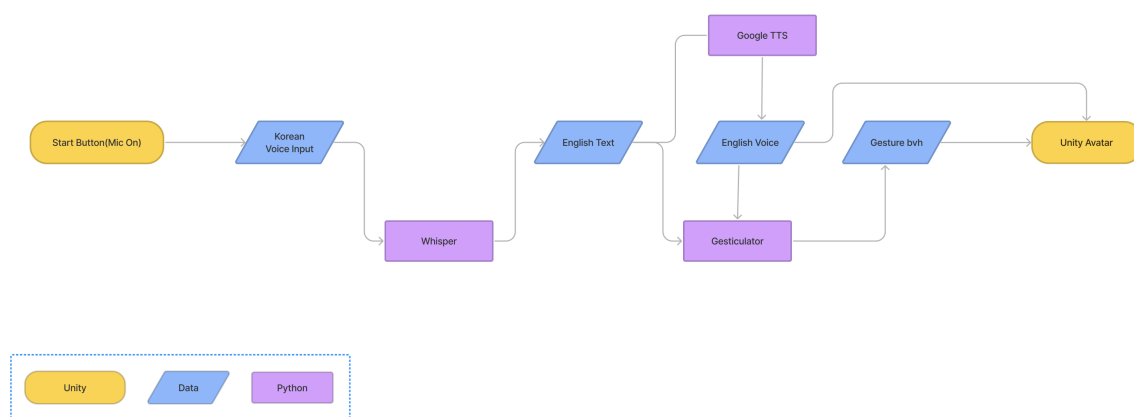 Google TTS
Start Button(Mic On)
Korean
Voice Input
English Text
English Voice
Gesture bvh
Unity Avatar
Whisper
Gesticulator
Unity
Data
Python